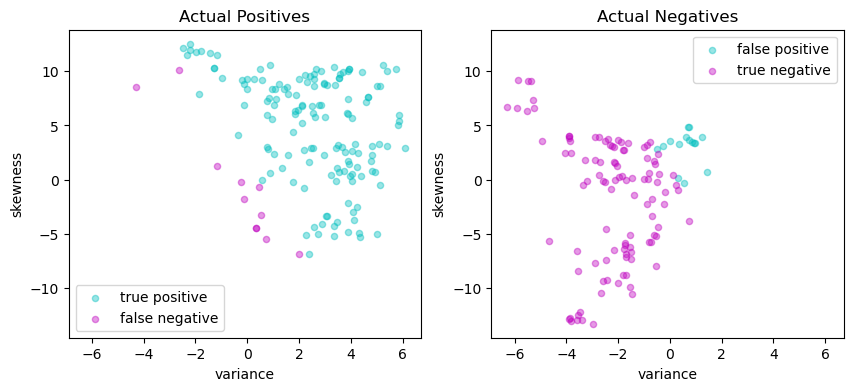 Actual Positives
10
5
0
−5
−10
skewness
true positive
false negative
−6 −4 −2 0 2 4 6
variance
Actual Negatives
10
5
0
−5
−10
skewness
false positive
true negative
−6 −4 −2 0 2 4 6
variance